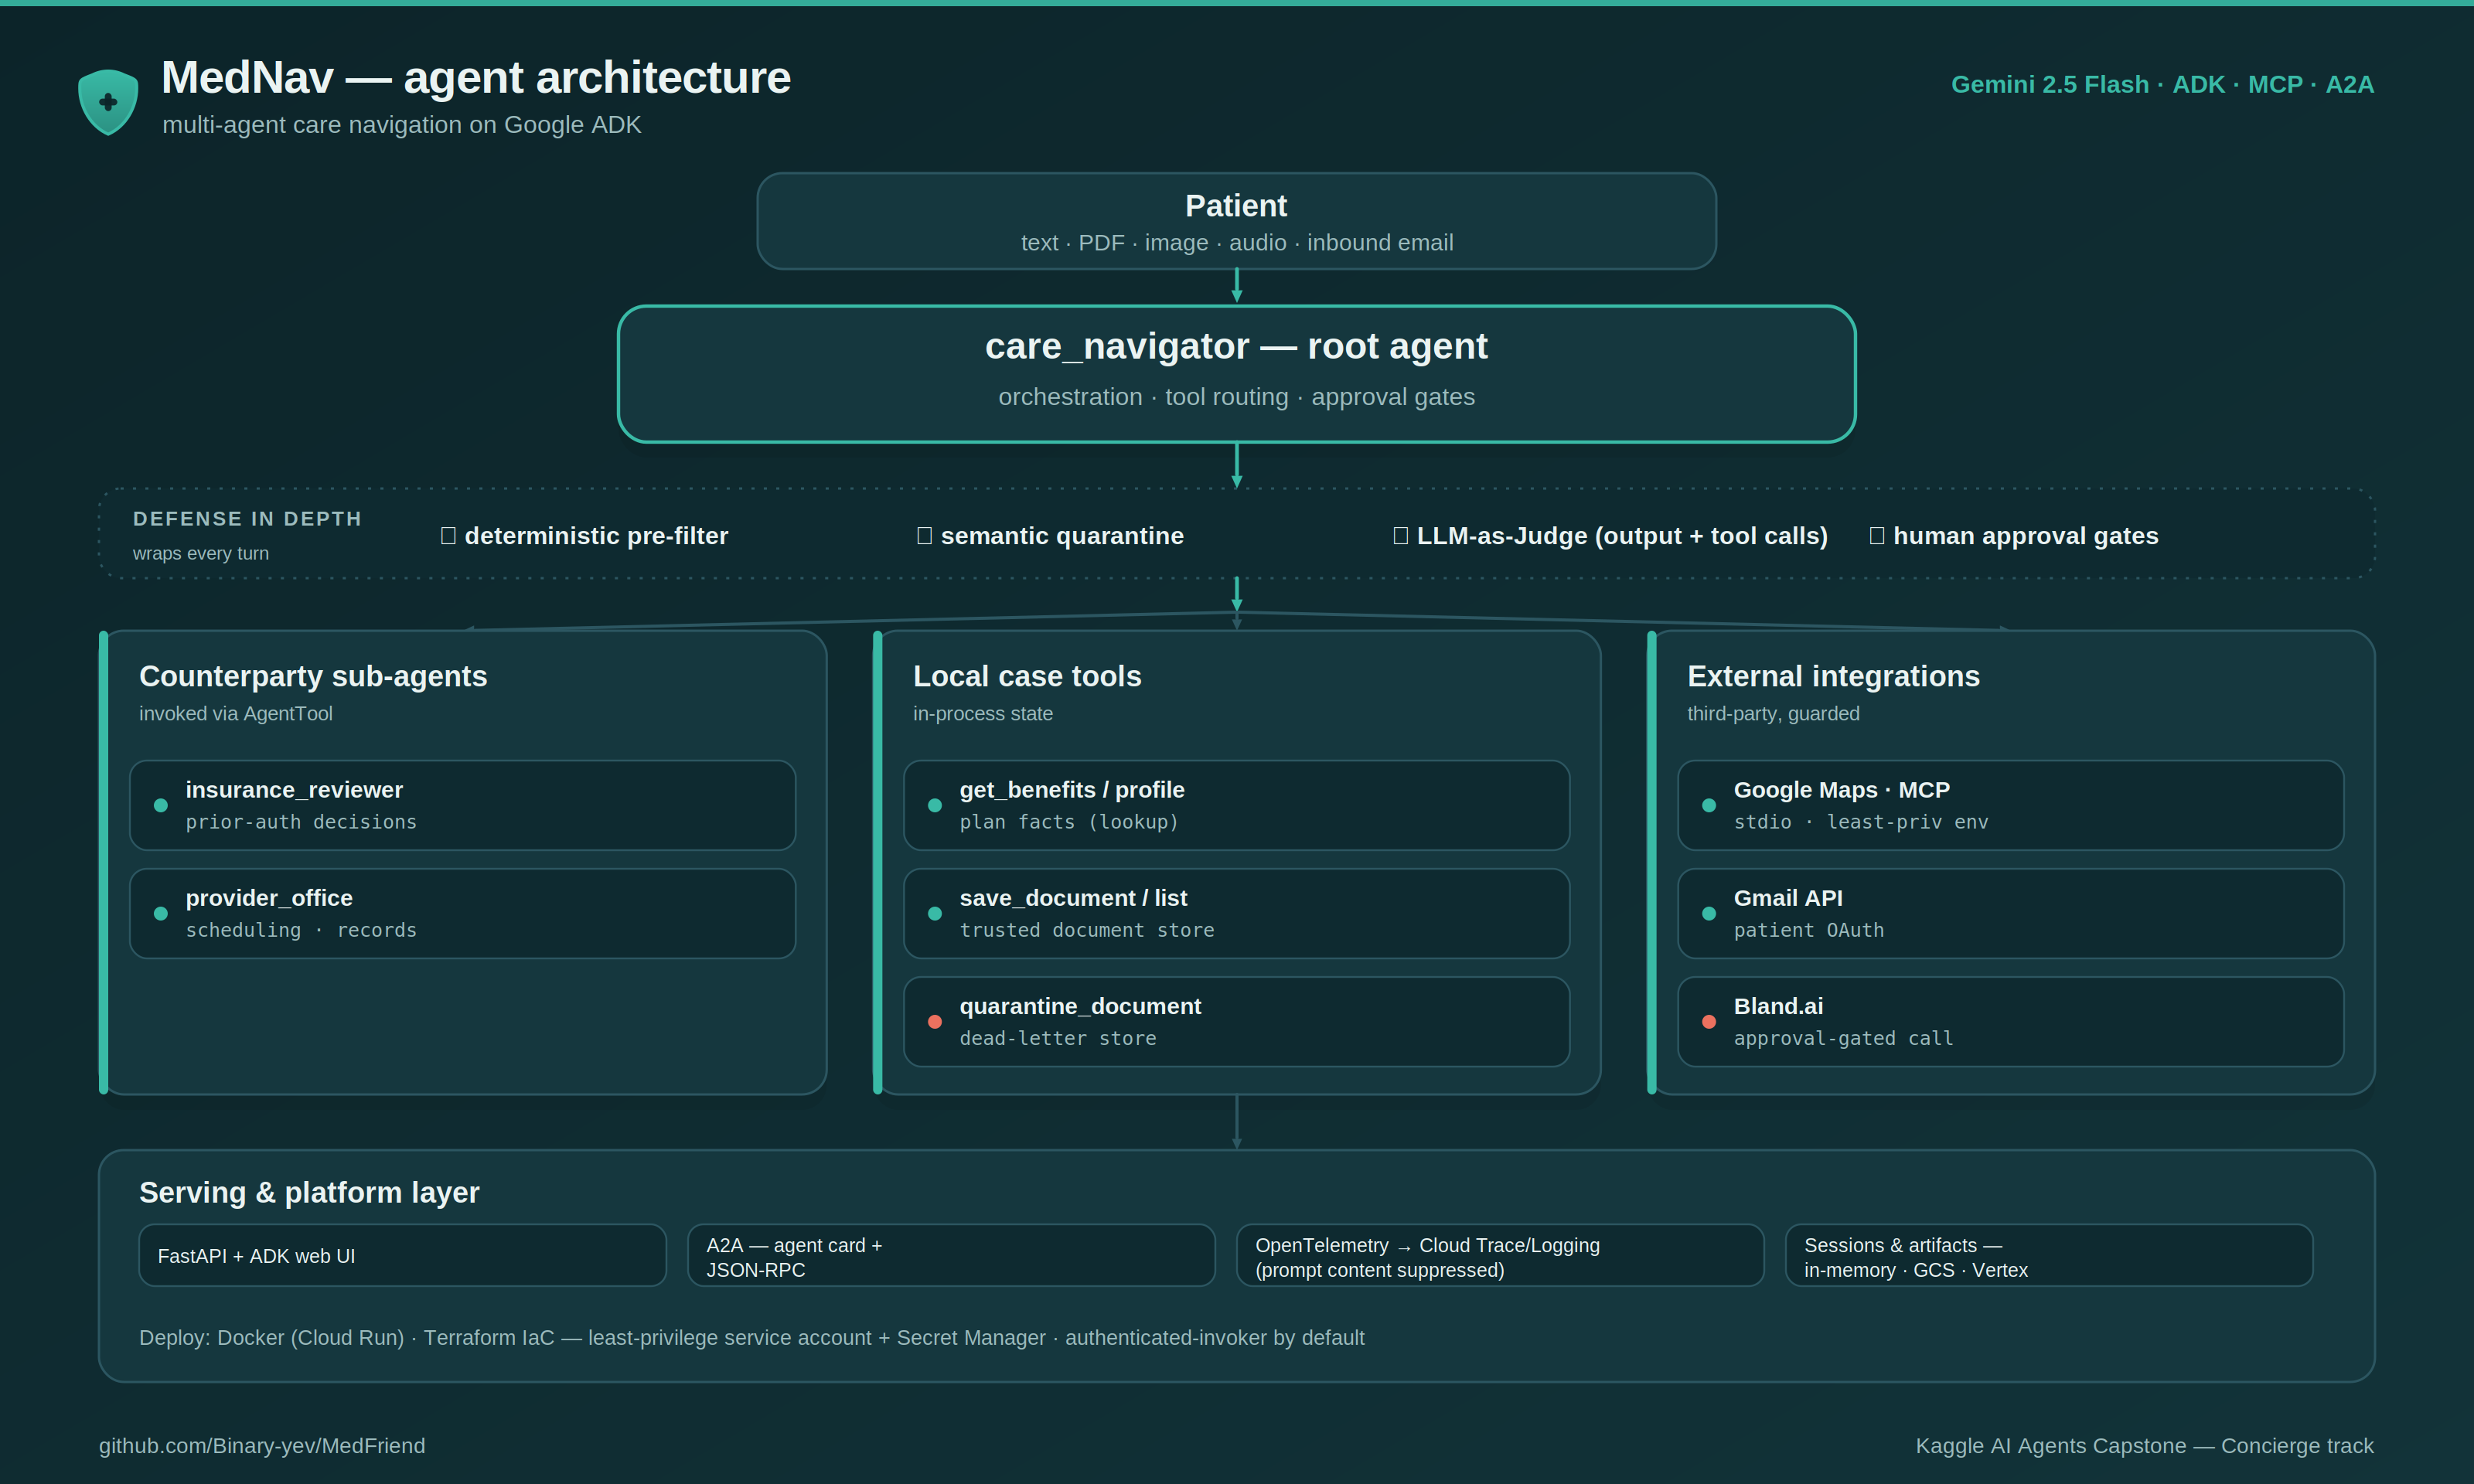 MedNav — agent architecture
multi-agent care navigation on Google ADK
Gemini 2.5 Flash · ADK · MCP · A2A
Patient
text · PDF · image · audio · inbound email
care_navigator — root agent
orchestration · tool routing · approval gates
DEFENSE IN DEPTH
wraps every turn
deterministic pre-filter
semantic quarantine
LLM-as-Judge (output + tool calls)
human approval gates
Counterparty sub-agents
invoked via AgentTool
insurance_reviewer
prior-auth decisions
provider_office
scheduling · records
Local case tools
in-process state
get_benefits / profile
plan facts (lookup)
save_document / list
trusted document store
quarantine_document
dead-letter store
External integrations
third-party, guarded
Google Maps · MCP
stdio · least-priv env
Gmail API
patient OAuth
Bland.ai
approval-gated call
Serving & platform layer
FastAPI + ADK web UI
A2A — agent card +
JSON-RPC
OpenTelemetry → Cloud Trace/Logging
(prompt content suppressed)
Sessions & artifacts —
in-memory · GCS · Vertex
Deploy: Docker (Cloud Run) · Terraform IaC — least-privilege service account + Secret Manager · authenticated-invoker by default
github.com/Binary-yev/MedFriend
Kaggle AI Agents Capstone — Concierge track